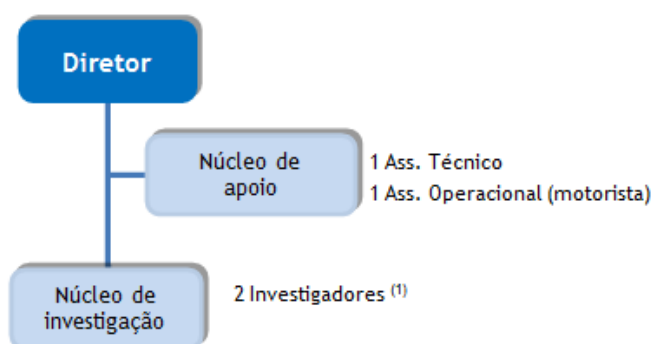 Diretor
Núcleo de
apoio
1 Ass. Técnico
1 Ass. Operacional (motorista)
Núcleo de
investigação
2 Investigadores (1)